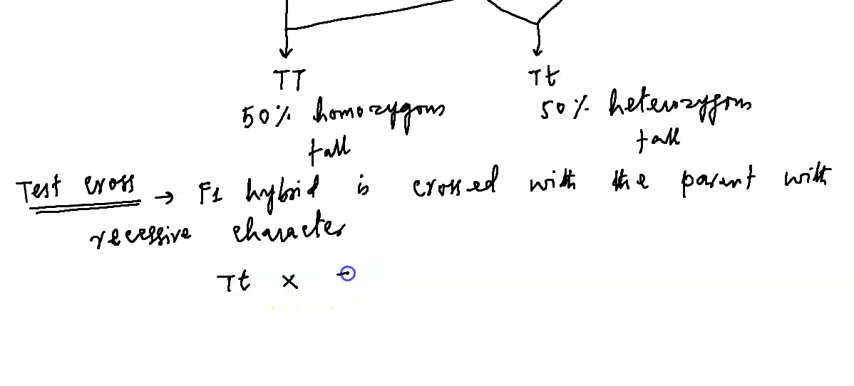 TT Tt
50% homozygous 50% heterozygous
tall tall
Test cross → F1 hybrid is crossed with the parent with
recessive character
Tt x